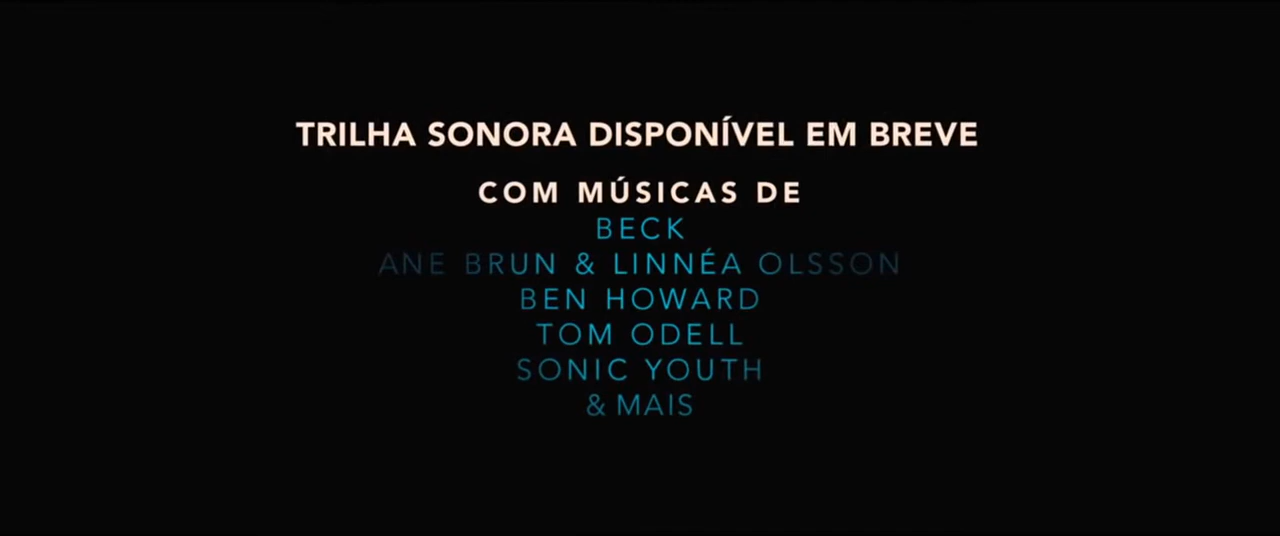 TRILHA SONORA DISPONÍVEL EM BREVE
COM MÚSICAS DE
BECK
ANE BRUN & LINNÉA OLSSON
BEN HOWARD
TOM ODELL
SONIC YOUTH
& MAIS